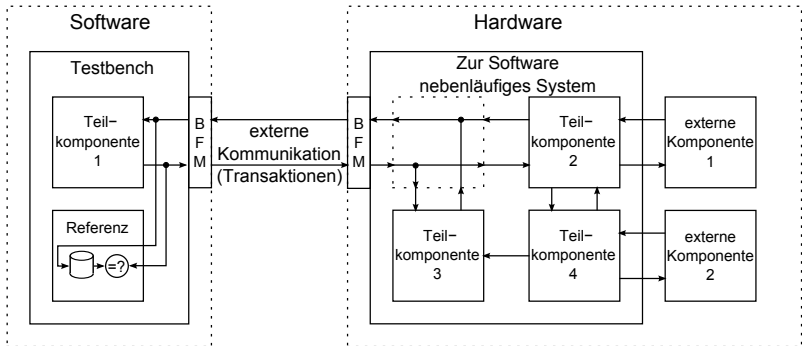 Software
Hardware
Testbench
Zur Software
nebenläufiges System
Teil–
komponente
1
B
F
M
externe
Kommunikation
(Transaktionen)
B
F
M
Teil–
komponente
2
externe
Komponente
1
Referenz
=?
Teil–
komponente
3
Teil–
komponente
4
externe
Komponente
2